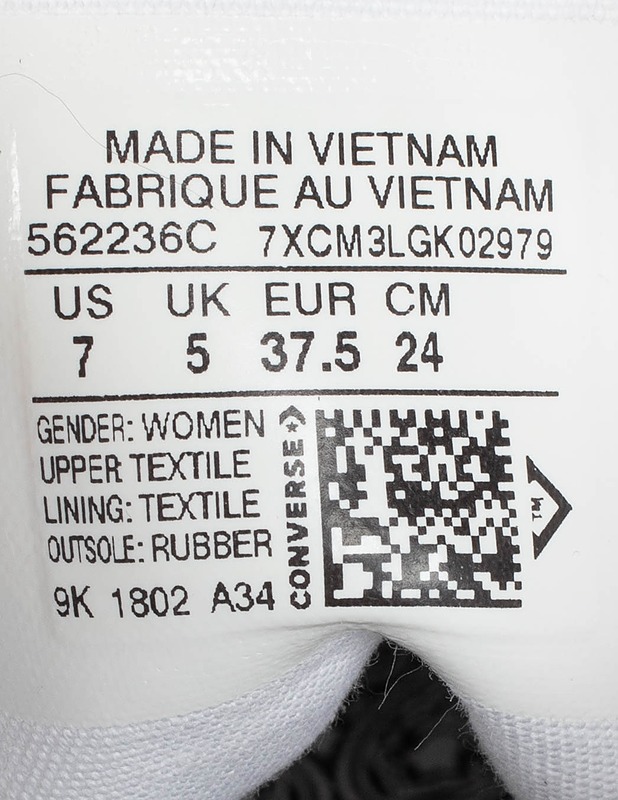 MADE IN VIETNAM
FABRIQUE AU VIETNAM
562236C 7XCM3LGK02979
US UK EUR CM
7 5 37.5 24
GENDER: WOMEN
UPPER TEXTILE
LINING: TEXTILE
OUTSOLE: RUBBER
9K 1802 A34
CONVERSE